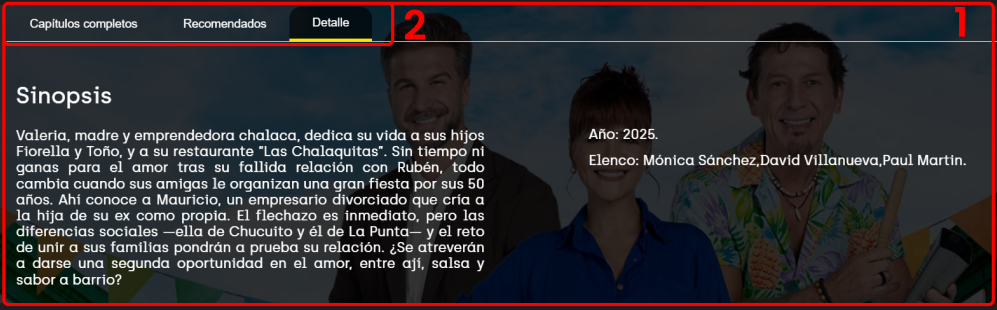 Capítulos completos Recomendados Detalle 2 1
Sinopsis
Valeria, madre y emprendedora chalaca, dedica su vida a sus hijos
Fiorella y Toño, y a su restaurante "Las Chalaquitas". Sin tiempo ni
ganas para el amor tras su fallida relación con Rubén, todo
cambia cuando sus amigas le organizan una gran fiesta por sus 50
años. Ahí conoce a Mauricio, un empresario divorciado que cría a
la hija de su ex como propia. El flechazo es inmediato, pero las
diferencias sociales —ella de Chucuito y él de La Punta— y el reto
de unir a sus familias pondrán a prueba su relación. ¿Se atreverán
a darse una segunda oportunidad en el amor, entre ají, salsa y
sabor a barrio?
Año: 2025.
Elenco: Mónica Sánchez,David Villanueva,Paul Martin.